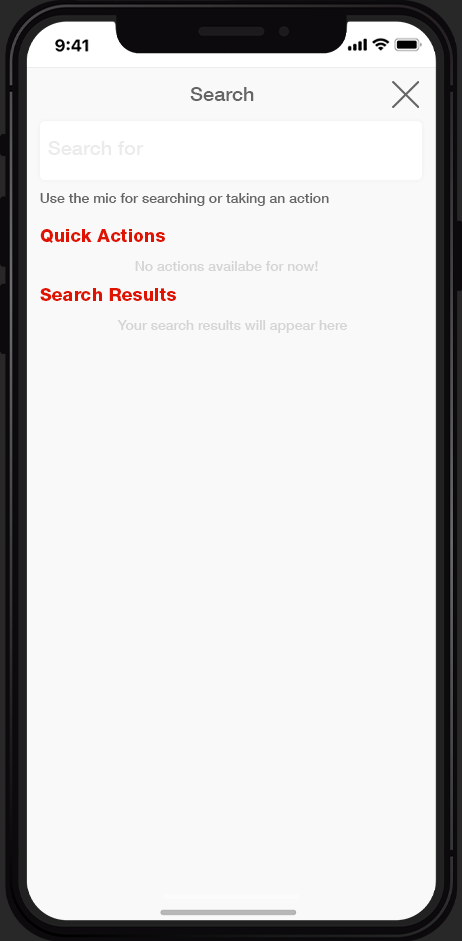 9:41
Search
Search for
Use the mic for searching or taking an action
Quick Actions
No actions availabe for now!
Search Results
Your search results will appear here